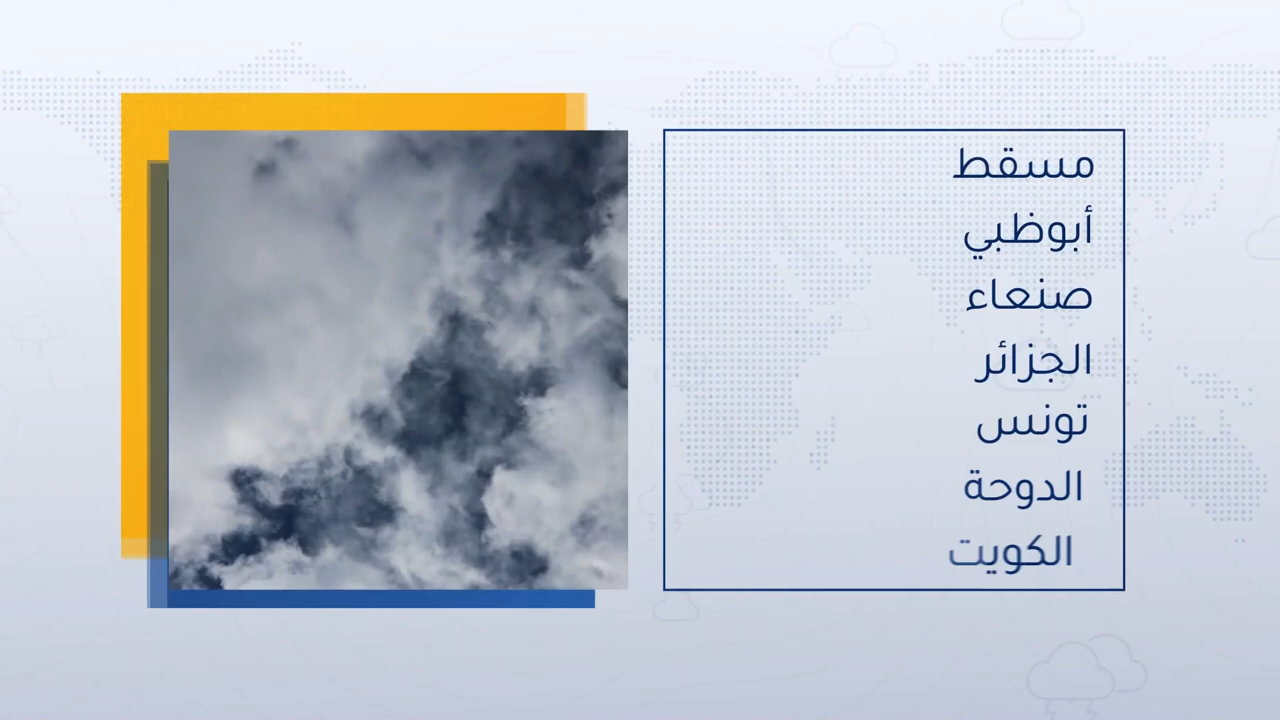 مسقط
أبوظبي
صنعاء
الجزائر
تونس
الدوحة
الكويت